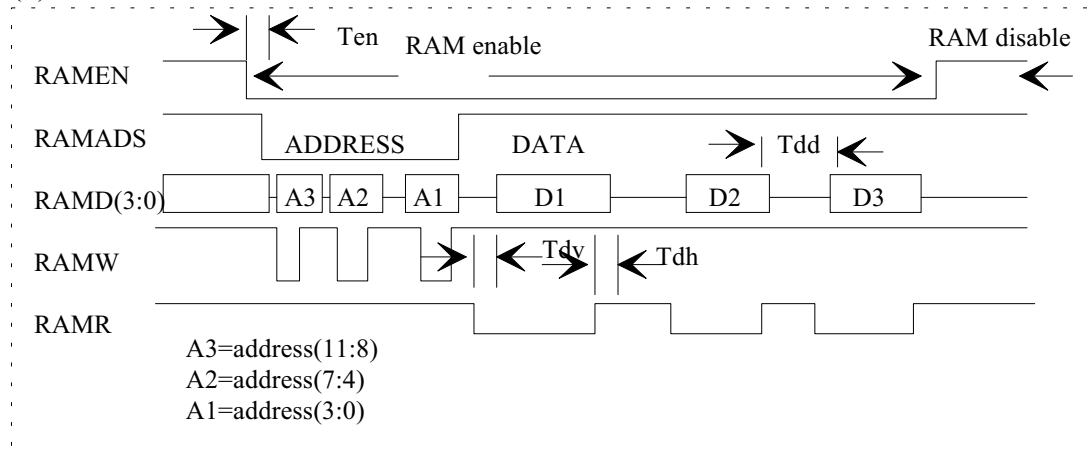 Ten
RAM enable
RAM disable
RAMEN
RAMADS
ADDRESS
DATA
Tdd
RAMD(3:0)
A3
A2
A1
D1
D2
D3
RAMW
Tdv
Tdh
RAMR
A3=address(11:8)
A2=address(7:4)
A1=address(3:0)